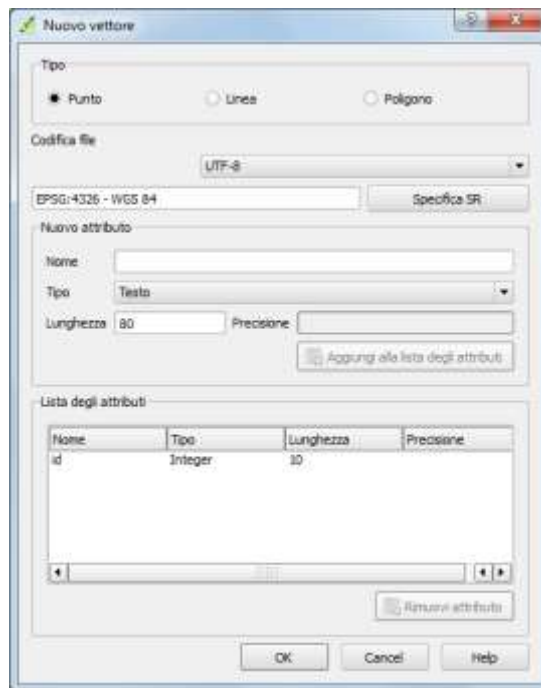 Nuovo vettore
Tipo
Punto Linea Poligono
Codifica file
UTF-8
EPSG:4326 - WGS 84 Specifica SR
Nuovo attributo
Nome
Tipo Testo
Lunghezza 80 Precisione
Aggiungi alla lista degli attributi
Lista degli attributi
Nome Tipo Lunghezza Precisione
id Integer 10
Rimuovi attributo
OK Cancel Help